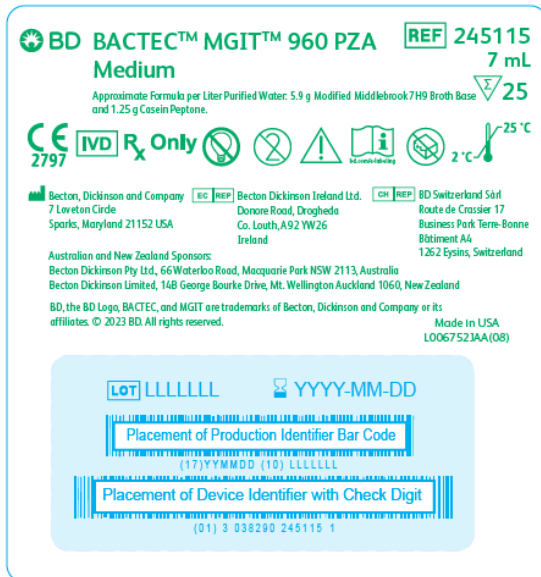 BD BACTEC™ MGIT™ 960 PZA
Medium
REF 245115
7 mL
Σ 25
Approximate Formula per Liter Purified Water: 5.9 g Modified Middlebrook 7H9 Broth Base
and 1.25 g Casein Peptone.
CE
2797
IVD
Rx Only
2
i
bd.com/e-labeling
2 °C
25 °C
Becton, Dickinson and Company
7 Loveton Circle
Sparks, Maryland 21152 USA
EC REP
Becton Dickinson Ireland Ltd.
Donore Road, Drogheda
Co. Louth, A92 YW26
Ireland
CH REP
BD Switzerland Sàrl
Route de Crassier 17
Business Park Terre-Bonne
Bâtiment A4
1262 Eysins, Switzerland
Australian and New Zealand Sponsors:
Becton Dickinson Pty Ltd., 66 Waterloo Road, Macquarie Park NSW 2113, Australia
Becton Dickinson Limited, 14B George Bourke Drive, Mt. Wellington Auckland 1060, New Zealand
BD, the BD Logo, BACTEC, and MGIT are trademarks of Becton, Dickinson and Company or its
affiliates. © 2023 BD. All rights reserved.
Made in USA
L006752JAA(08)
LOT LLLLLLL
YYYY-MM-DD
Placement of Production Identifier Bar Code
(17)YYMMDD (10) LLLLLLL
Placement of Device Identifier with Check Digit
(01) 3 038290 245115 1